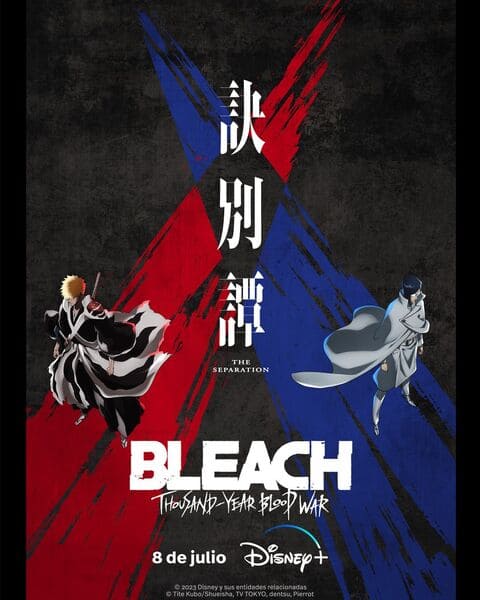 訣別譚
THE
SEPARATION
BLEACH
THOUSAND-YEAR BLOOD WAR
8 de julio Disney+
© 2023 Disney y sus entidades relacionadas
© Tite Kubo/Shueisha, TV TOKYO, dentsu, Pierrot